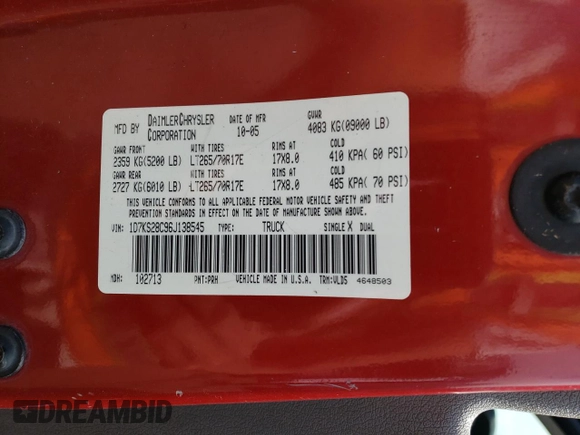 MFD BY DAIMLERCHRYSLER CORPORATION DATE OF MFR 10-05 GVWR 4083 KG(09000 LB)
GAWR FRONT WITH TIRES RIMS AT COLD
2359 KG(5200 LB) LT265/70R17E 17X8.0 410 KPA( 60 PSI)
GAWR REAR WITH TIRES RIMS AT COLD
2727 KG(6010 LB) LT265/70R17E 17X8.0 485 KPA( 70 PSI)
THIS VEHICLE CONFORMS TO ALL APPLICABLE FEDERAL MOTOR VEHICLE SAFETY AND THEFT
PREVENTION STANDARDS IN EFFECT ON THE DATE OF MANUFACTURE SHOWN ABOVE.
VIN: 1D7KS28C96J138545 TYPE: TRUCK SINGLE X DUAL
MDH: 102713 PNT:PRH VEHICLE MADE IN U.S.A. TRM:VLDS 4648503
DREAMBID